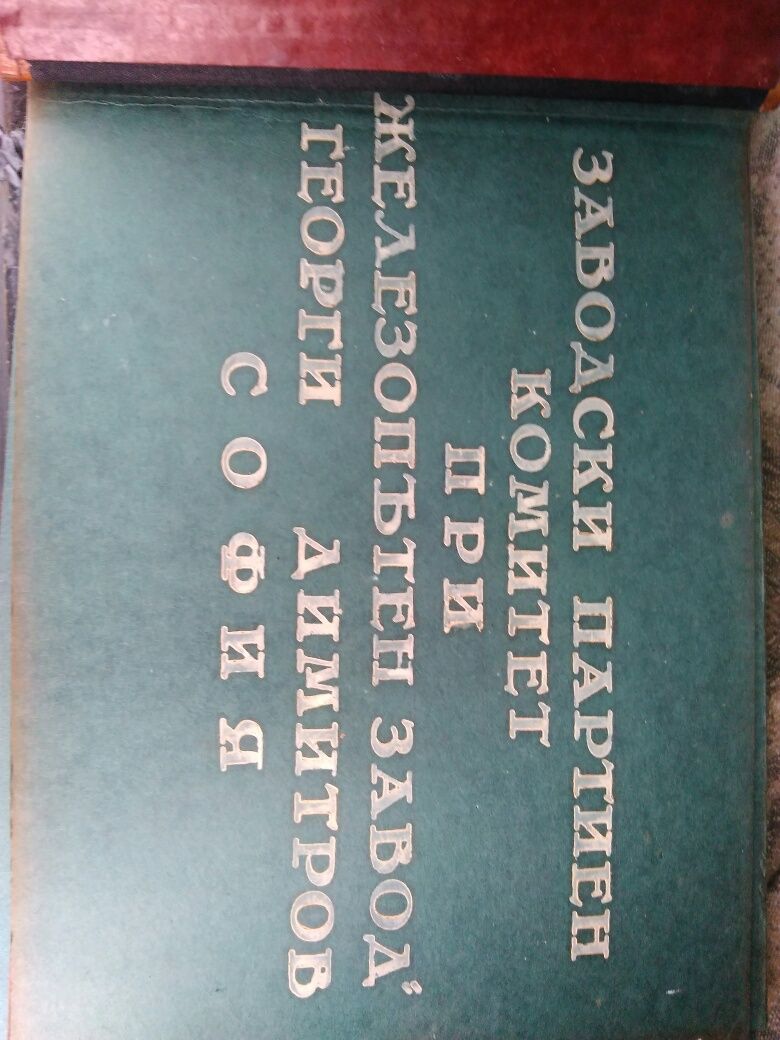 ЗАВОДСКИ ПАРТИЕН
КОМИТЕТ
ПРИ
ЖЕЛЕЗОПЪТЕН ЗАВОД“
ГЕОРГИ ДИМИТРОВ
СОФИЯ